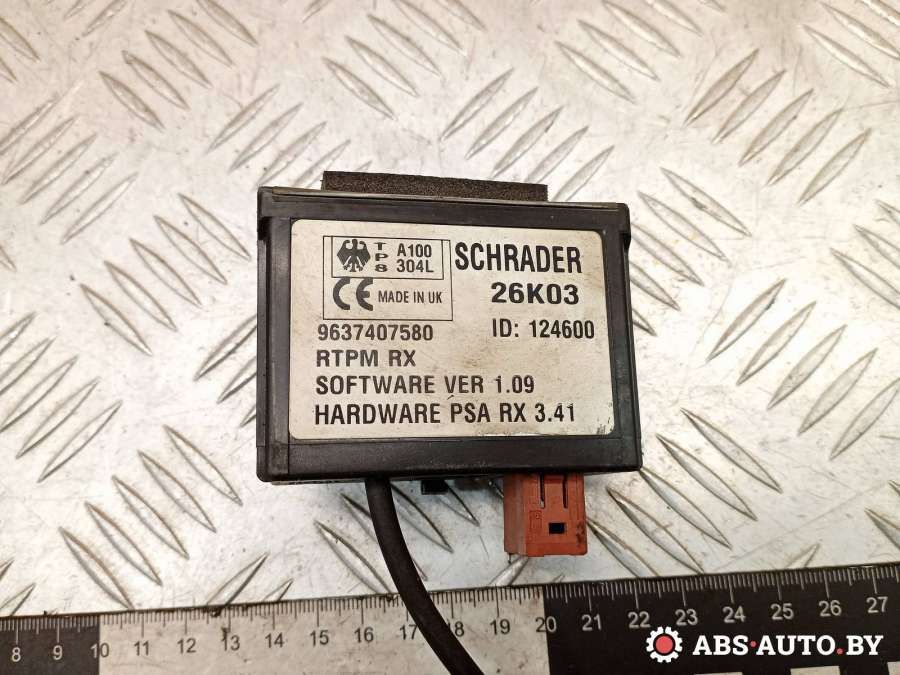 TPS A100 304L
SCHRADER
CE MADE IN UK
26K03
9637407580
ID: 124600
RTPM RX
SOFTWARE VER 1.09
HARDWARE PSA RX 3.41
8 9 10 11 12 13 14 15 16 17 18 19 20 21 22 23 24 25 26 27
ABS-AUTO.BY